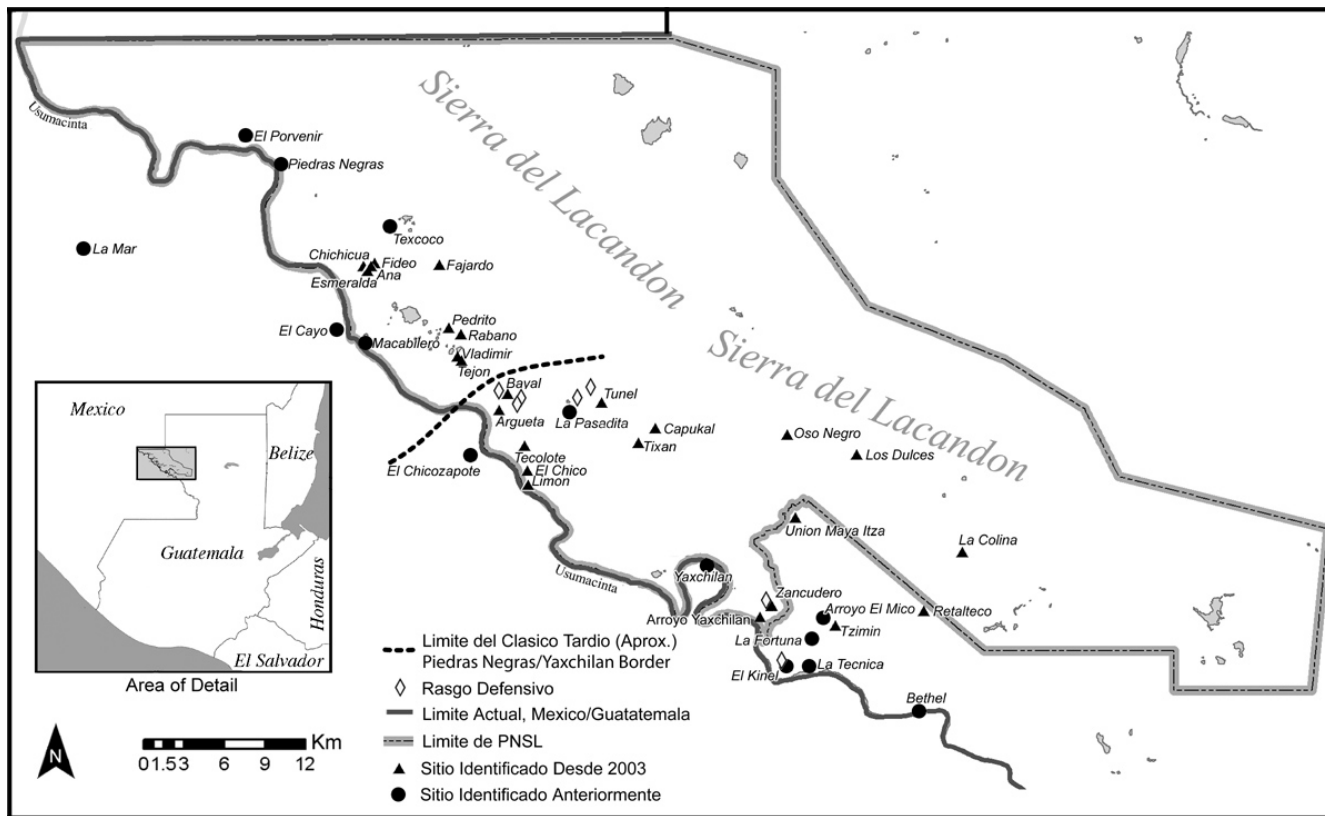 Usumacinta
El Porvenir
Piedras Negras
Sierra del Lacandon
La Mar
Texcoco
Chichicua
Fideo
Fajardo
Ana
Esmeralda
El Cayo
Macabilero
Pedrito
Rabano
Vladimir
Tejon
Sierra del Lacandon
Bayal
Tunel
Argueta
La Pasadita
Capukal
Tixan
Oso Negro
Los Dulces
Tecolote
El Chicozapote
El Chico
Limon
Union Maya Itza
La Colina
Usumacinta
Yaxchilan
Zancudero
Arroyo El Mico
Retalteco
Arroyo Yaxchilan
Tzimin
La Fortuna
El Kinel
La Tecnica
Bethel
Mexico
Belize
Guatemala
Honduras
El Salvador
Area of Detail
N
Km
0 1.5 3 6 9 12
Limite del Clasico Tardio (Aprox.)
Piedras Negras/Yaxchilan Border
Rasgo Defensivo
Limite Actual, Mexico/Guatatemala
Limite de PNSL
Sitio Identificado Desde 2003
Sitio Identificado Anteriormente